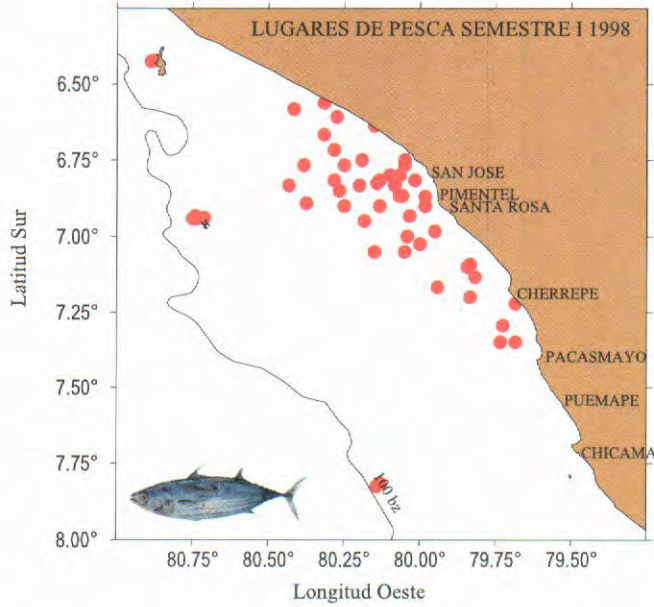 LUGARES DE PESCA SEMESTRE I 1998
6.50°
6.75°
7.00°
7.25°
7.50°
7.75°
8.00°
Latitud Sur
SAN JOSE
PIMENTEL
SANTA ROSA
CHERREPE
PACASMAYO
PUEMAPE
CHICAMA
100 bz
80.75° 80.50° 80.25° 80.00° 79.75° 79.50°
Longitud Oeste